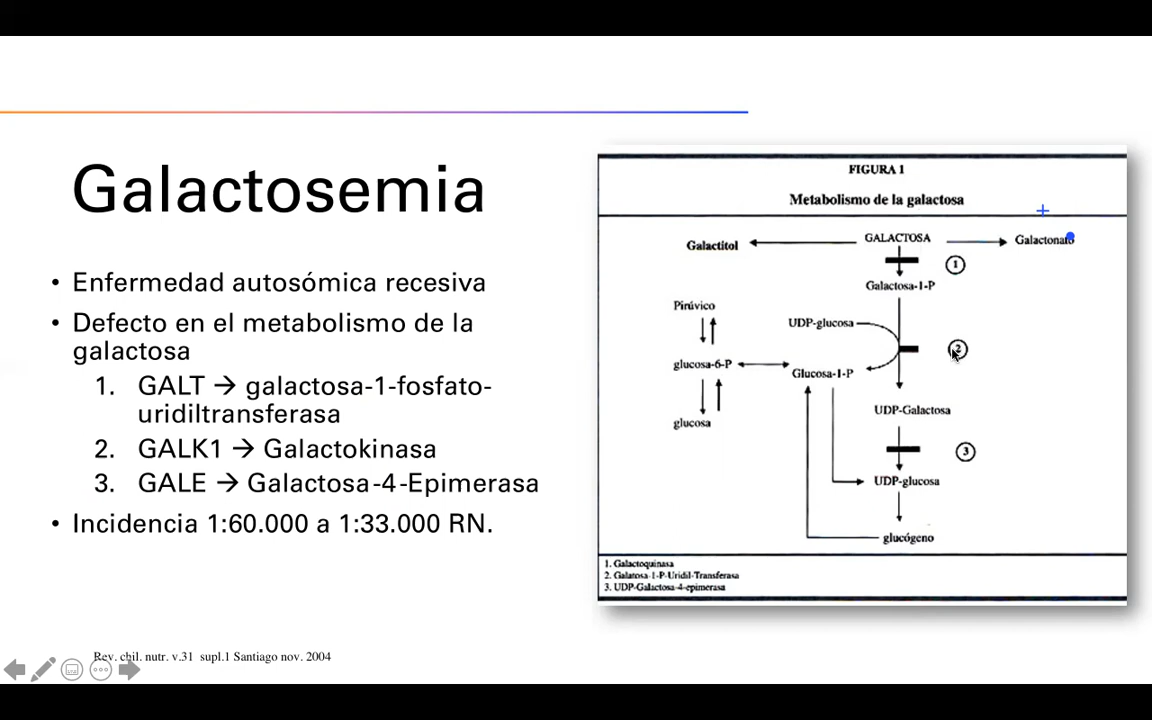 Galactosemia
• Enfermedad autosómica recesiva
• Defecto en el metabolismo de la
galactosa
1. GALT → galactosa-1-fosfato-
uridiltransferasa
2. GALK1 → Galactokinasa
3. GALE → Galactosa-4-Epimerasa
• Incidencia 1:60.000 a 1:33.000 RN.
Rev. chil. nutr. v.31 supl.1 Santiago nov. 2004
FIGURA 1
Metabolismo de la galactosa
Galactitol
GALACTOSA
Galactonato
1
Galactosa-1-P
Pirúvico
UDP-glucosa
2
glucosa-6-P
Glucosa-1-P
UDP-Galactosa
glucosa
3
UDP-glucosa
glucógeno
1. Galactoquinasa
2. Galatosa-1-P-Uridil-Transferasa
3. UDP-Galactosa-4-epimerasa